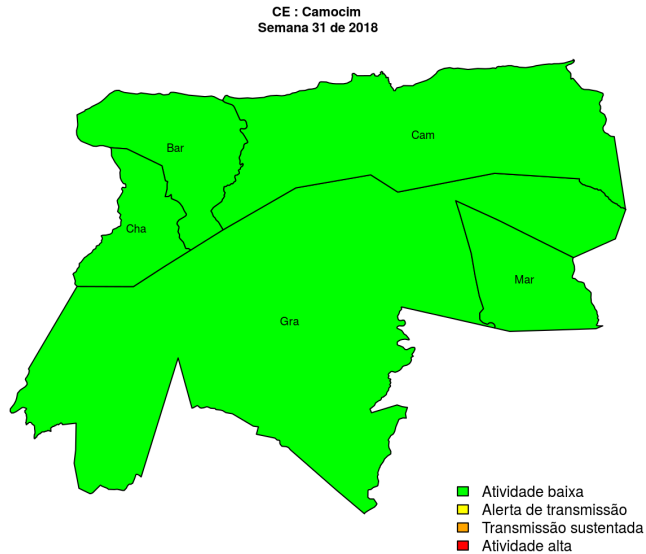 CE : Camocim
Semana 31 de 2018
Bar
Cam
Cha
Mar
Gra
Atividade baixa
Alerta de transmissão
Transmissão sustentada
Atividade alta